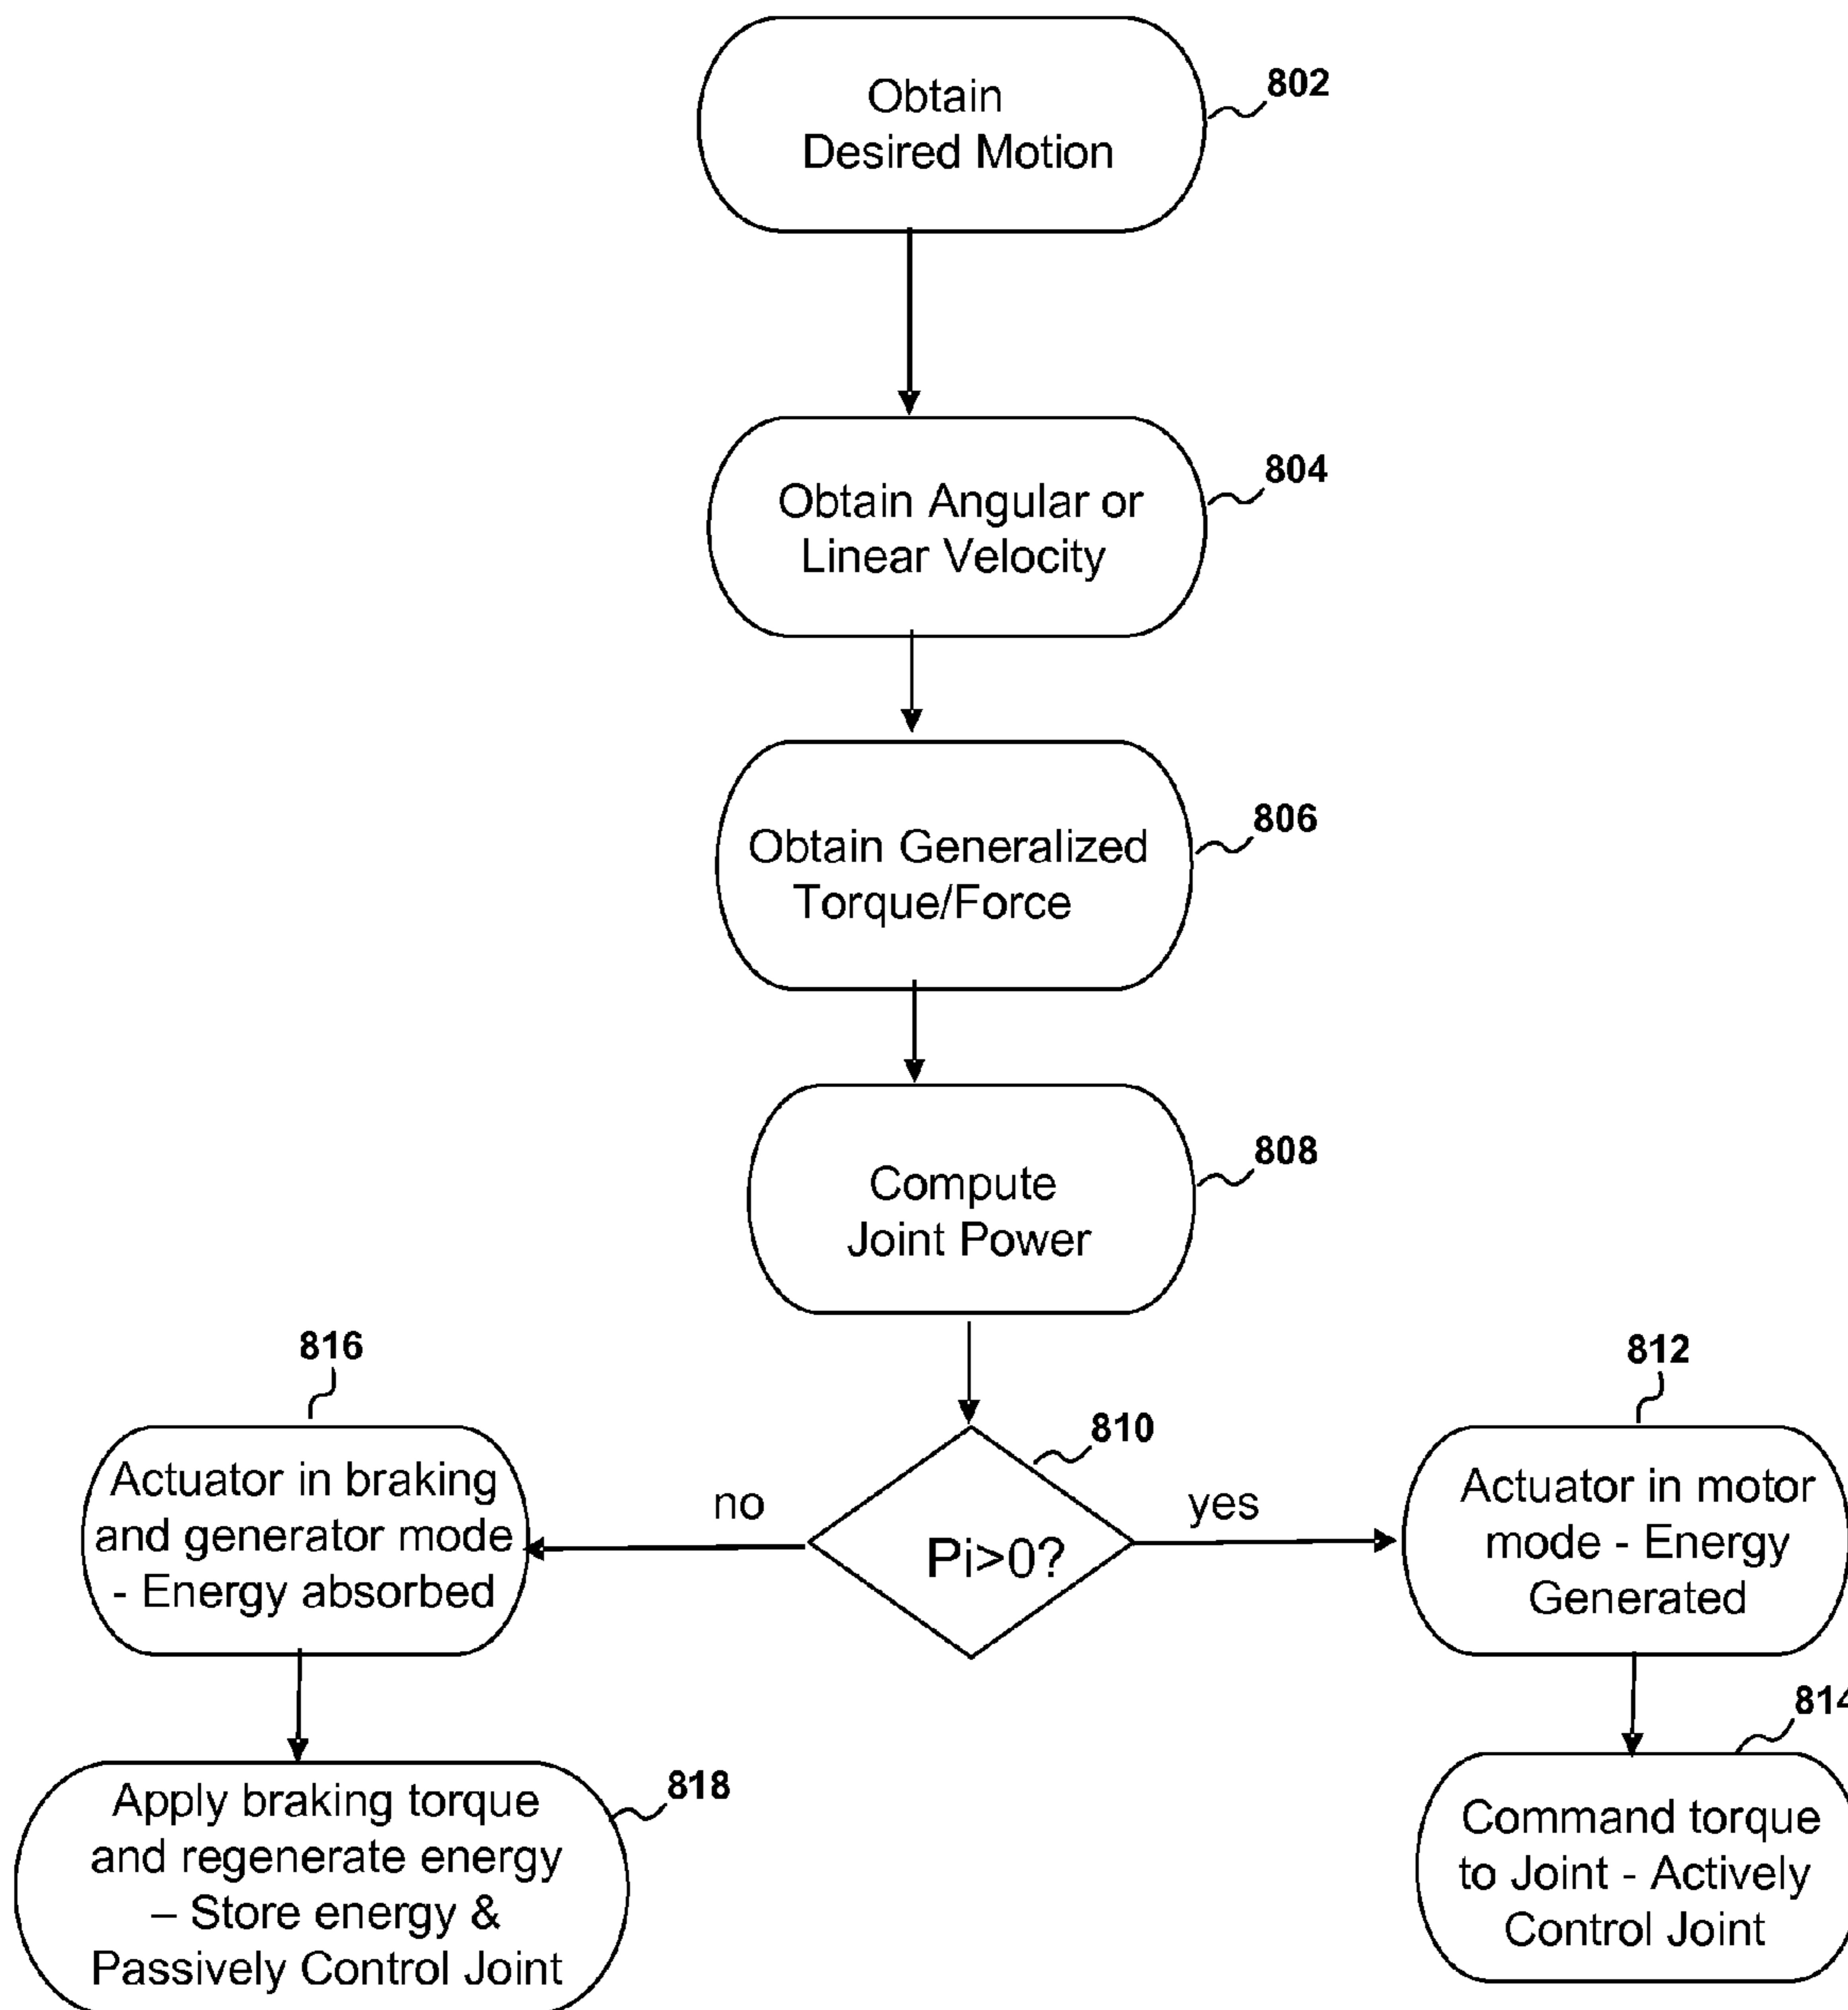 Obtain
Desired Motion
802
Obtain Angular or
Linear Velocity
804
Obtain Generalized
Torque/Force
806
Compute
Joint Power
808
816
812
810
Actuator in braking
and generator mode
- Energy absorbed
no
Pi>0?
yes
Actuator in motor
mode - Energy
Generated
814
818
Apply braking torque
and regenerate energy
– Store energy &
Passively Control Joint
Command torque
to Joint - Actively
Control Joint